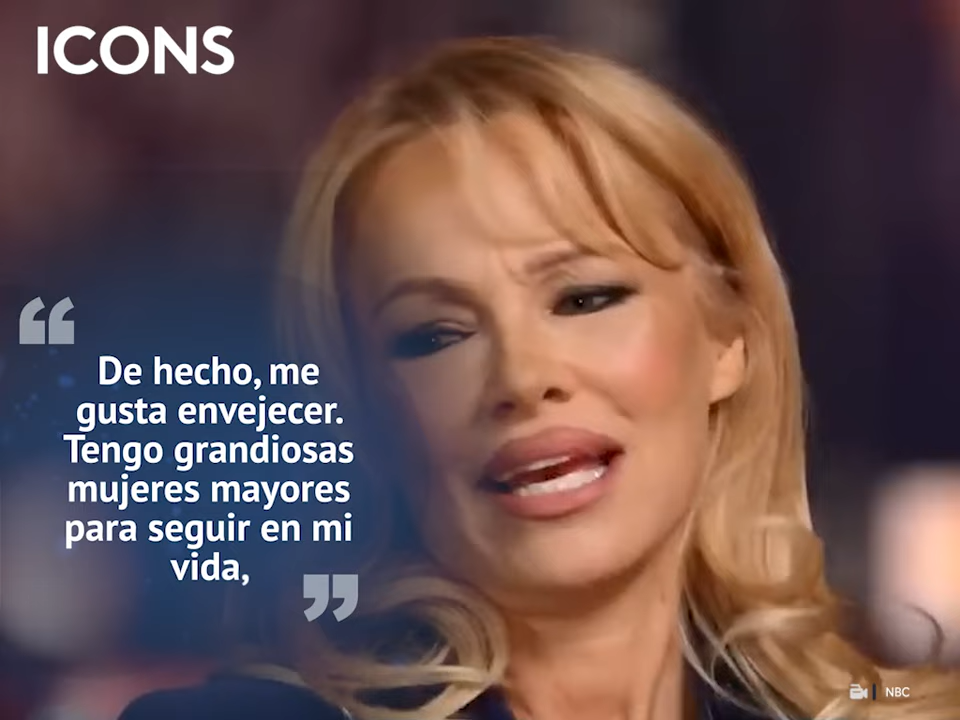 ICONS
“
De hecho, me
gusta envejecer.
Tengo grandiosas
mujeres mayores
para seguir en mi
vida,
”
NBC